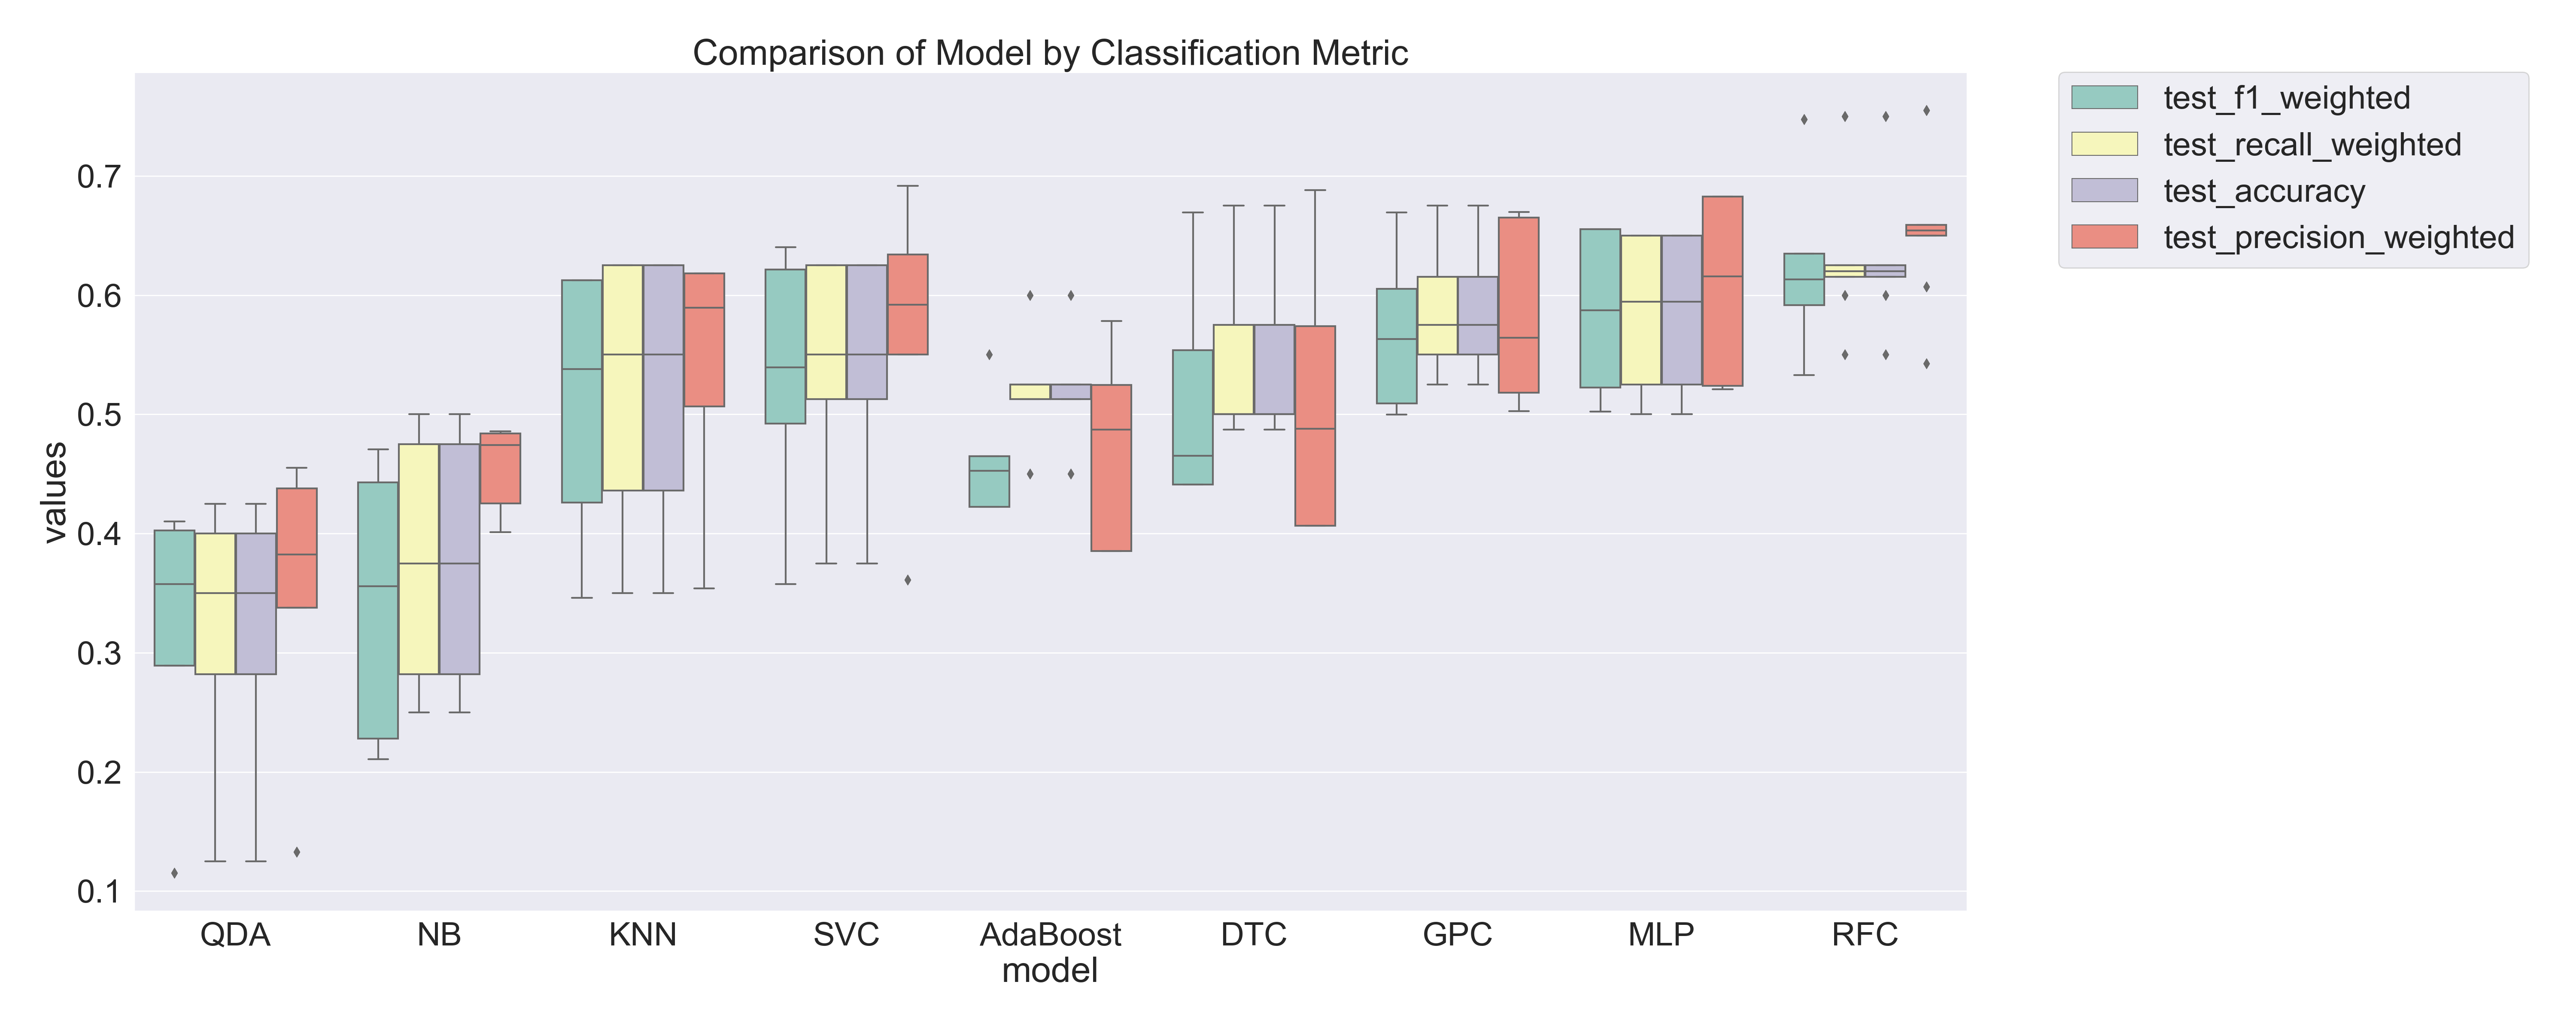 Comparison of Model by Classification Metric
test_f1_weighted
test_recall_weighted
test_accuracy
test_precision_weighted
values
0.7
0.6
0.5
0.4
0.3
0.2
0.1
QDA NB KNN SVC AdaBoost DTC GPC MLP RFC
model